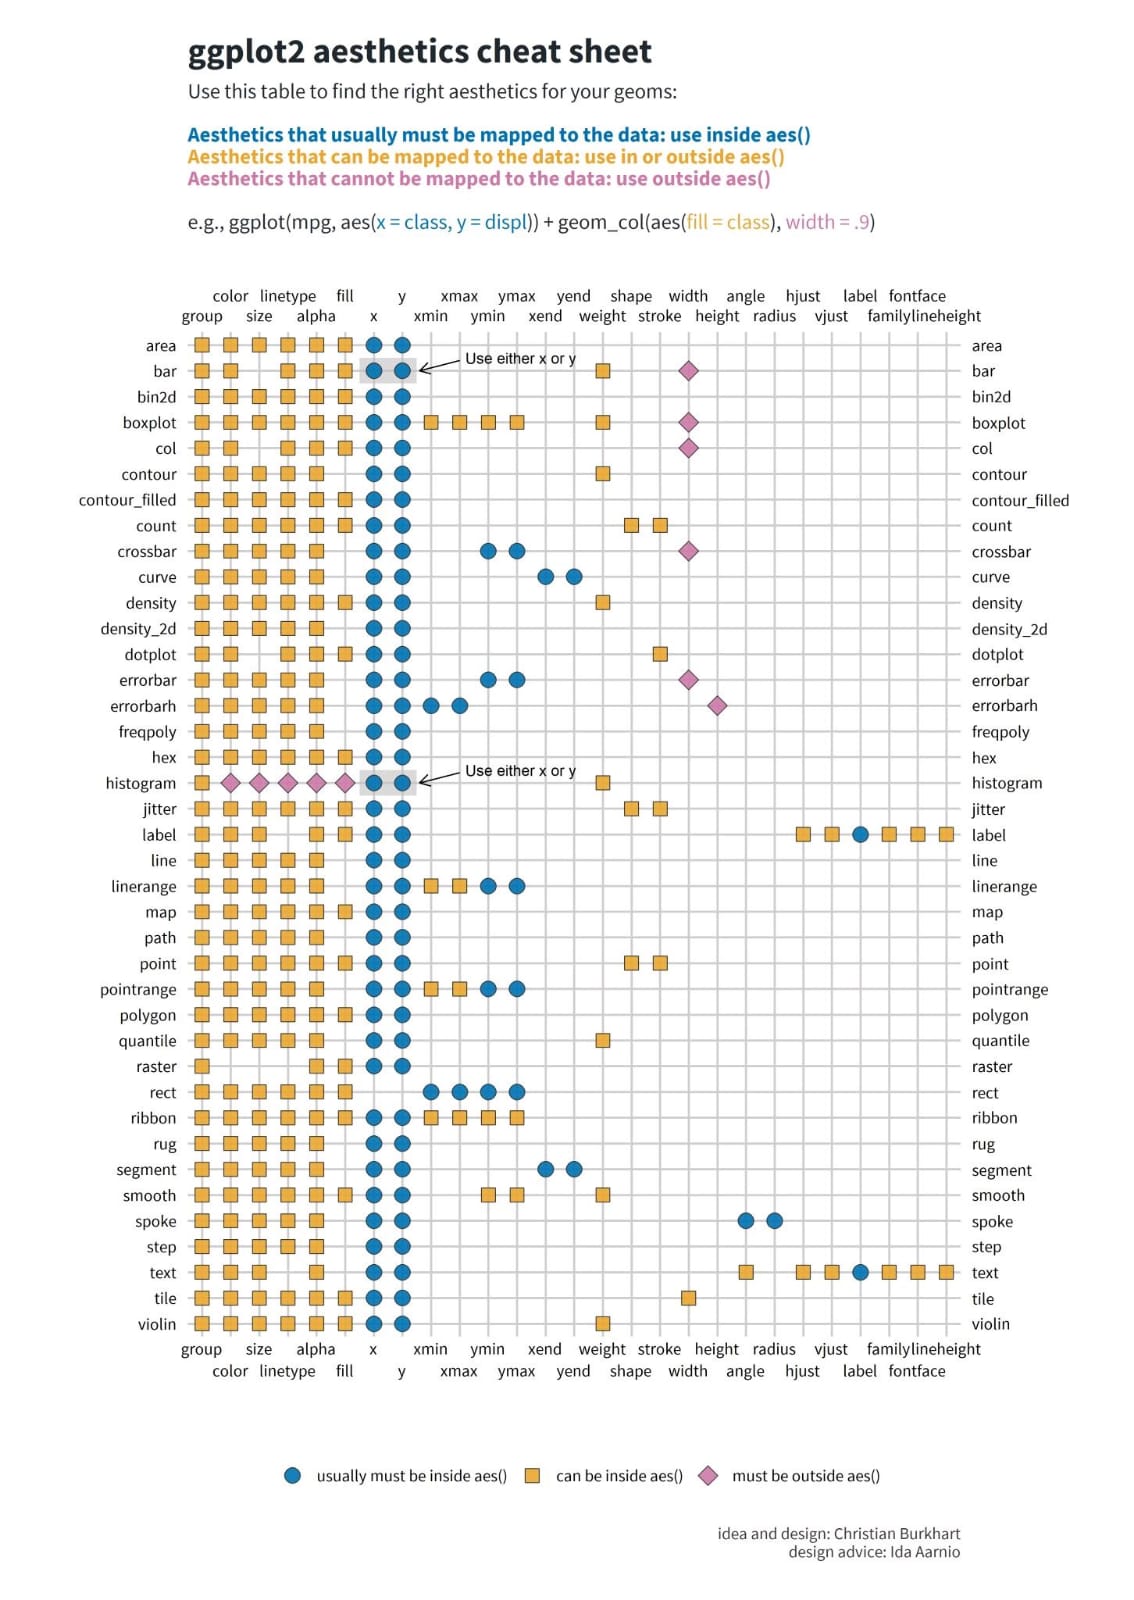 ggplot2 aesthetics cheat sheet
Use this table to find the right aesthetics for your geoms:
Aesthetics that usually must be mapped to the data: use inside aes()
Aesthetics that can be mapped to the data: use in or outside aes()
Aesthetics that cannot be mapped to the data: use outside aes()
e.g., ggplot(mpg, aes(x = class, y = displ)) + geom_col(aes(fill = class), width = .9)
color linetype fill y xmax ymax yend shape width angle hjust label fontface
group size alpha x xmin ymin xend weight stroke height radius vjust family lineheight
area area
Use either x or y
bar bar
bin2d bin2d
boxplot boxplot
col col
contour contour
contour_filled contour_filled
count count
crossbar crossbar
curve curve
density density
density_2d density_2d
dotplot dotplot
errorbar errorbar
errorbarh errorbarh
freqpoly freqpoly
hex hex
Use either x or y
histogram histogram
jitter jitter
label label
line line
linerange linerange
map map
path path
point point
pointrange pointrange
polygon polygon
quantile quantile
raster raster
rect rect
ribbon ribbon
rug rug
segment segment
smooth smooth
spoke spoke
step step
text text
tile tile
violin violin
group size alpha x xmin ymin xend weight stroke height radius vjust family lineheight
color linetype fill y xmax ymax yend shape width angle hjust label fontface
usually must be inside aes() can be inside aes() must be outside aes()
idea and design: Christian Burkhart
design advice: Ida Aarnio